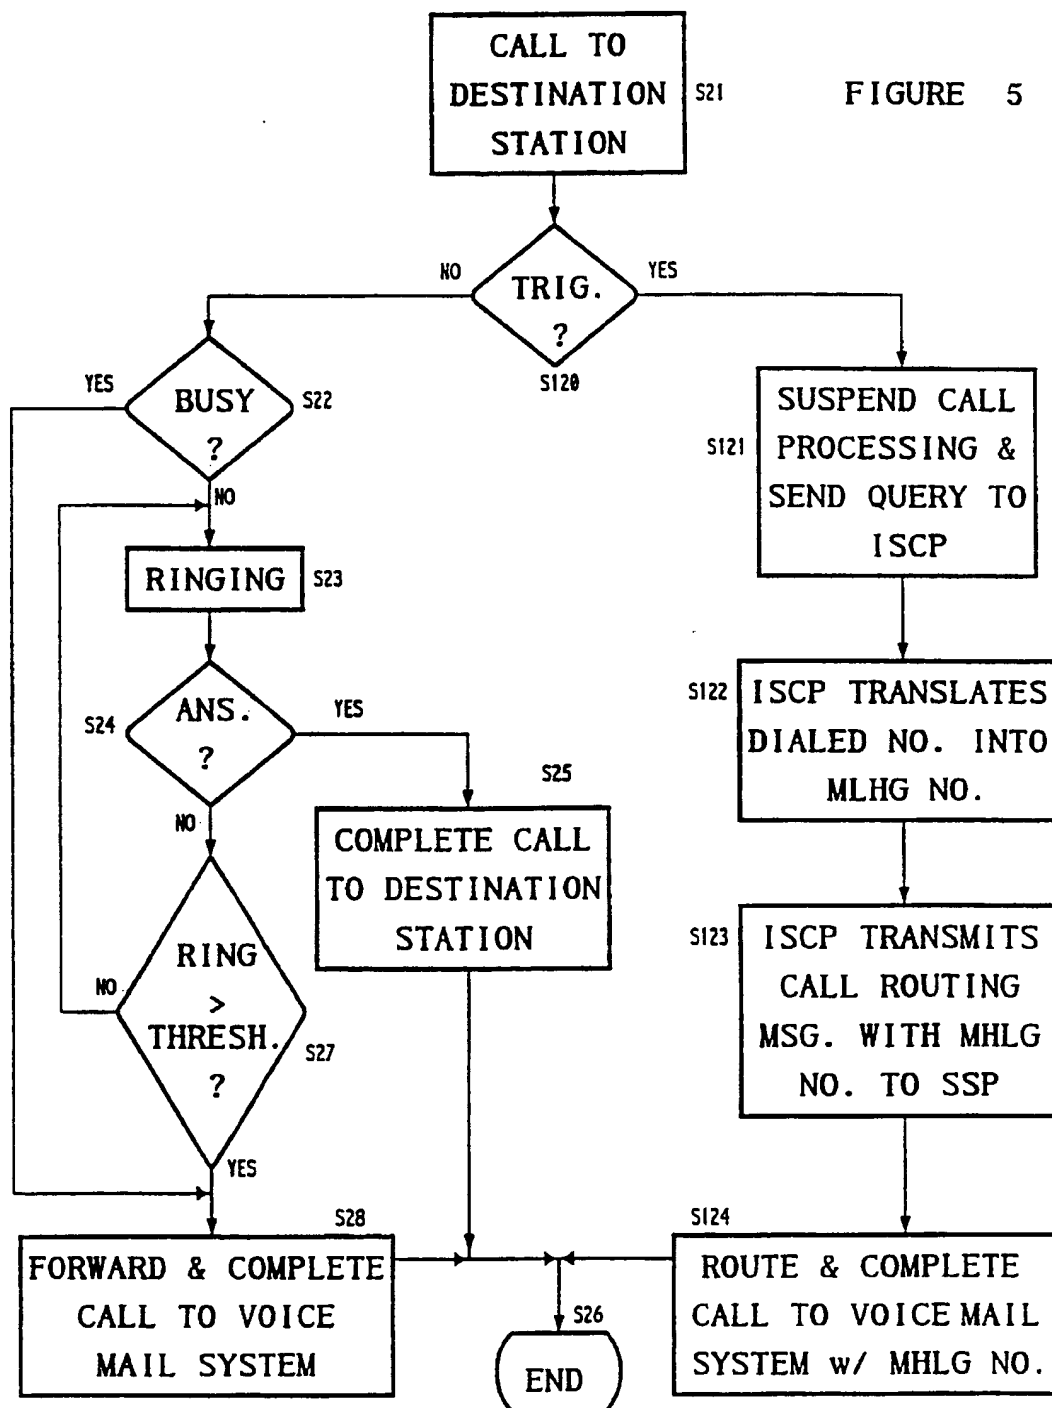 CALL TO
DESTINATION
STATION
S21
FIGURE 5
NO
TRIG.
?
YES
S120
YES
BUSY
?
S22
NO
SUSPEND CALL
PROCESSING &
SEND QUERY TO
ISCP
S121
RINGING
S23
S24
ANS.
?
YES
NO
S122
ISCP TRANSLATES
DIALED NO. INTO
MLHG NO.
S25
COMPLETE CALL
TO DESTINATION
STATION
RING
>
THRESH.
?
NO
S27
YES
S123
ISCP TRANSMITS
CALL ROUTING
MSG. WITH MHLG
NO. TO SSP
S28
FORWARD & COMPLETE
CALL TO VOICE
MAIL SYSTEM
S124
ROUTE & COMPLETE
CALL TO VOICE MAIL
SYSTEM w/ MHLG NO.
S26
END